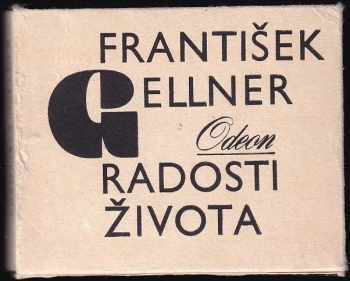 FRANTIŠEK
GELLNER
Odeon
RADOSTI
ŽIVOTA